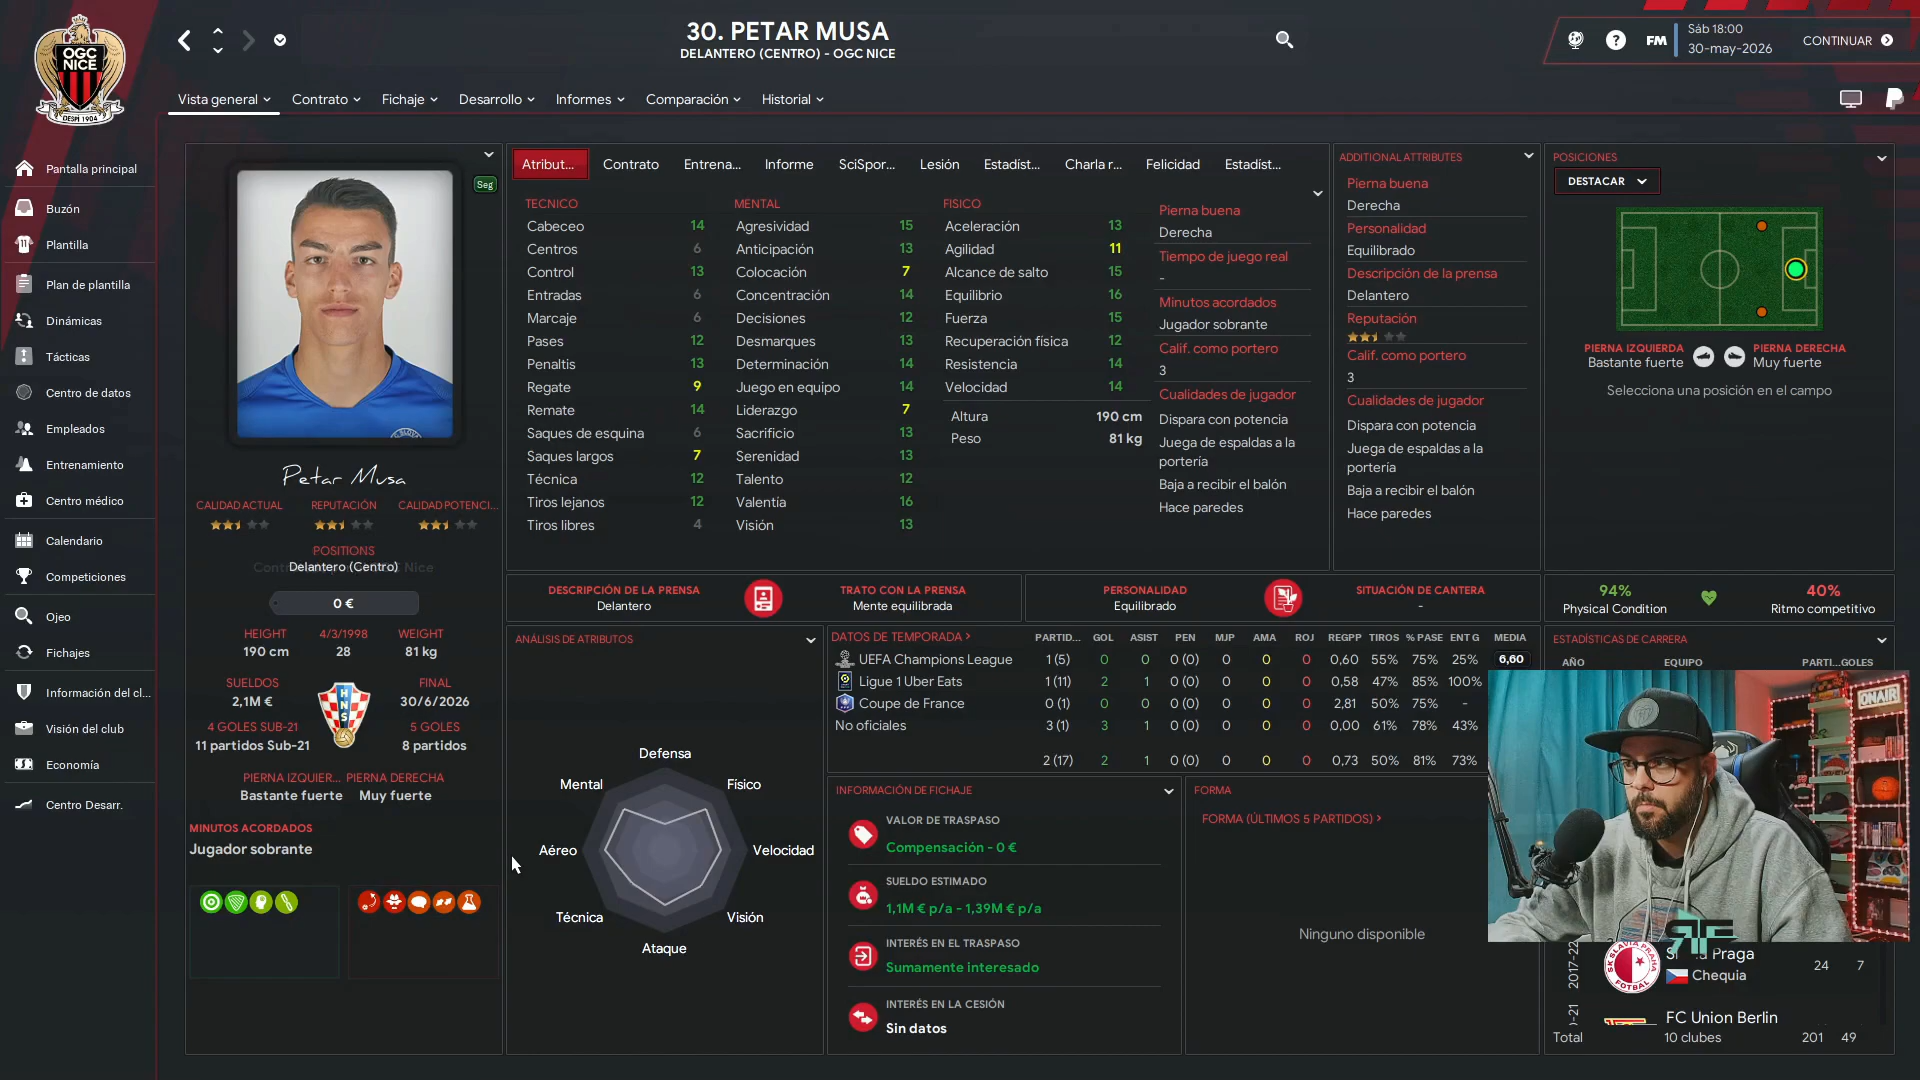 OGC
NICE
DESPÍ 1904
30. PETAR MUSA
DELANTERO (CENTRO) - OGC NICE
FM
Sáb 18:00
30-may-2026
CONTINUAR
Vista general
Contrato
Fichaje
Desarrollo
Informes
Comparación
Historial
Pantalla principal
Buzón
Plantilla
Plan de plantilla
Dinámicas
Tácticas
Centro de datos
Empleados
Entrenamiento
Centro médico
Calendario
Competiciones
Ojeo
Fichajes
Información del cl...
Visión del club
Economía
Centro Desarr.
Seg
Petar Musa
CALIDAD ACTUAL
REPUTACIÓN
CALIDAD POTENCI...
POSITIONS
Delantero (Centro)
0 €
HEIGHT 4/3/1998 WEIGHT
190 cm 28 81 kg
SUELDOS FINAL
2,1M € 30/6/2026
HNS
4 GOLES SUB-21 5 GOLES
11 partidos Sub-21 8 partidos
PIERNA IZQUIER... PIERNA DERECHA
Bastante fuerte Muy fuerte
MINUTOS ACORDADOS
Jugador sobrante
Atribut...
Contrato
Entrena...
Informe
SciSpor...
Lesión
Estadíst...
Charla r...
Felicidad
Estadíst...
TECNICO
Cabeceo 14
Centros 6
Control 13
Entradas 6
Marcaje 6
Pases 12
Penaltis 13
Regate 9
Remate 14
Saques de esquina 6
Saques largos 7
Técnica 12
Tiros lejanos 12
Tiros libres 4
MENTAL
Agresividad 15
Anticipación 13
Colocación 7
Concentración 14
Decisiones 12
Desmarques 13
Determinación 14
Juego en equipo 14
Liderazgo 7
Sacrificio 13
Serenidad 13
Talento 12
Valentía 16
Visión 13
FISICO
Aceleración 13
Agilidad 11
Alcance de salto 15
Equilibrio 16
Fuerza 15
Recuperación física 12
Resistencia 14
Velocidad 14
Altura 190 cm
Peso 81 kg
Pierna buena
Derecha
Tiempo de juego real
-
Minutos acordados
Jugador sobrante
Calif. como portero
3
Cualidades de jugador
Dispara con potencia
Juega de espaldas a la
portería
Baja a recibir el balón
Hace paredes
ADDITIONAL ATTRIBUTES
Pierna buena
Derecha
Personalidad
Equilibrado
Descripción de la prensa
Delantero
Reputación
Calif. como portero
3
Cualidades de jugador
Dispara con potencia
Juega de espaldas a la
portería
Baja a recibir el balón
Hace paredes
POSICIONES
DESTACAR
PIERNA IZQUIERDA
Bastante fuerte
PIERNA DERECHA
Muy fuerte
Selecciona una posición en el campo
DESCRIPCIÓN DE LA PRENSA
Delantero
TRATO CON LA PRENSA
Mente equilibrada
PERSONALIDAD
Equilibrado
SITUACIÓN DE CANTERA
-
94%
Physical Condition
40%
Ritmo competitivo
ANÁLISIS DE ATRIBUTOS
Defensa
Físico
Velocidad
Visión
Ataque
Técnica
Aéreo
Mental
DATOS DE TEMPORADA > PARTID... GOL ASIST PEN MJP AMA ROJ REGPP TIROS % PASE ENT G MEDIA
UEFA Champions League 1 (5) 0 0 0 (0) 0 0 0 0,60 55% 75% 25% 6,60
Ligue 1 Uber Eats 1 (11) 2 1 0 (0) 0 0 0 0,58 47% 85% 100%
Coupe de France 0 (1) 0 0 0 (0) 0 0 0 2,81 50% 75% -
No oficiales 3 (1) 3 1 0 (0) 0 0 0 0,00 61% 78% 43%
2 (17) 2 1 0 (0) 0 0 0 0,73 50% 81% 73%
INFORMACIÓN DE FICHAJE
VALOR DE TRASPASO
Compensación - 0 €
SUELDO ESTIMADO
1,1M € p/a - 1,39M € p/a
INTERÉS EN EL TRASPASO
Sumamente interesado
INTERÉS EN LA CESIÓN
Sin datos
FORMA
FORMA (ÚLTIMOS 5 PARTIDOS) >
Ninguno disponible
ESTADÍSTICAS DE CARRERA
AÑO EQUIPO PARTI...GOLES
ON AIR
2017-22
Praga 24 7
Chequia
FC Union Berlin
Total 10 clubes 201 49